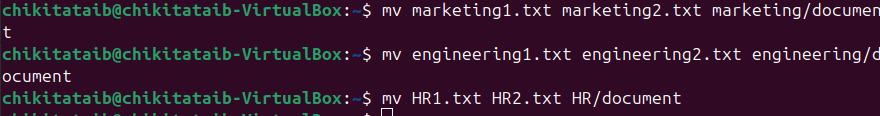 chikitataib@chikitataib-VirtualBox:~$ mv marketing1.txt marketing2.txt marketing/documen
t
chikitataib@chikitataib-VirtualBox:~$ mv engineering1.txt engineering2.txt engineering/d
ocument
chikitataib@chikitataib-VirtualBox:~$ mv HR1.txt HR2.txt HR/document
chikitataib@chikitataib-VirtualBox:~$